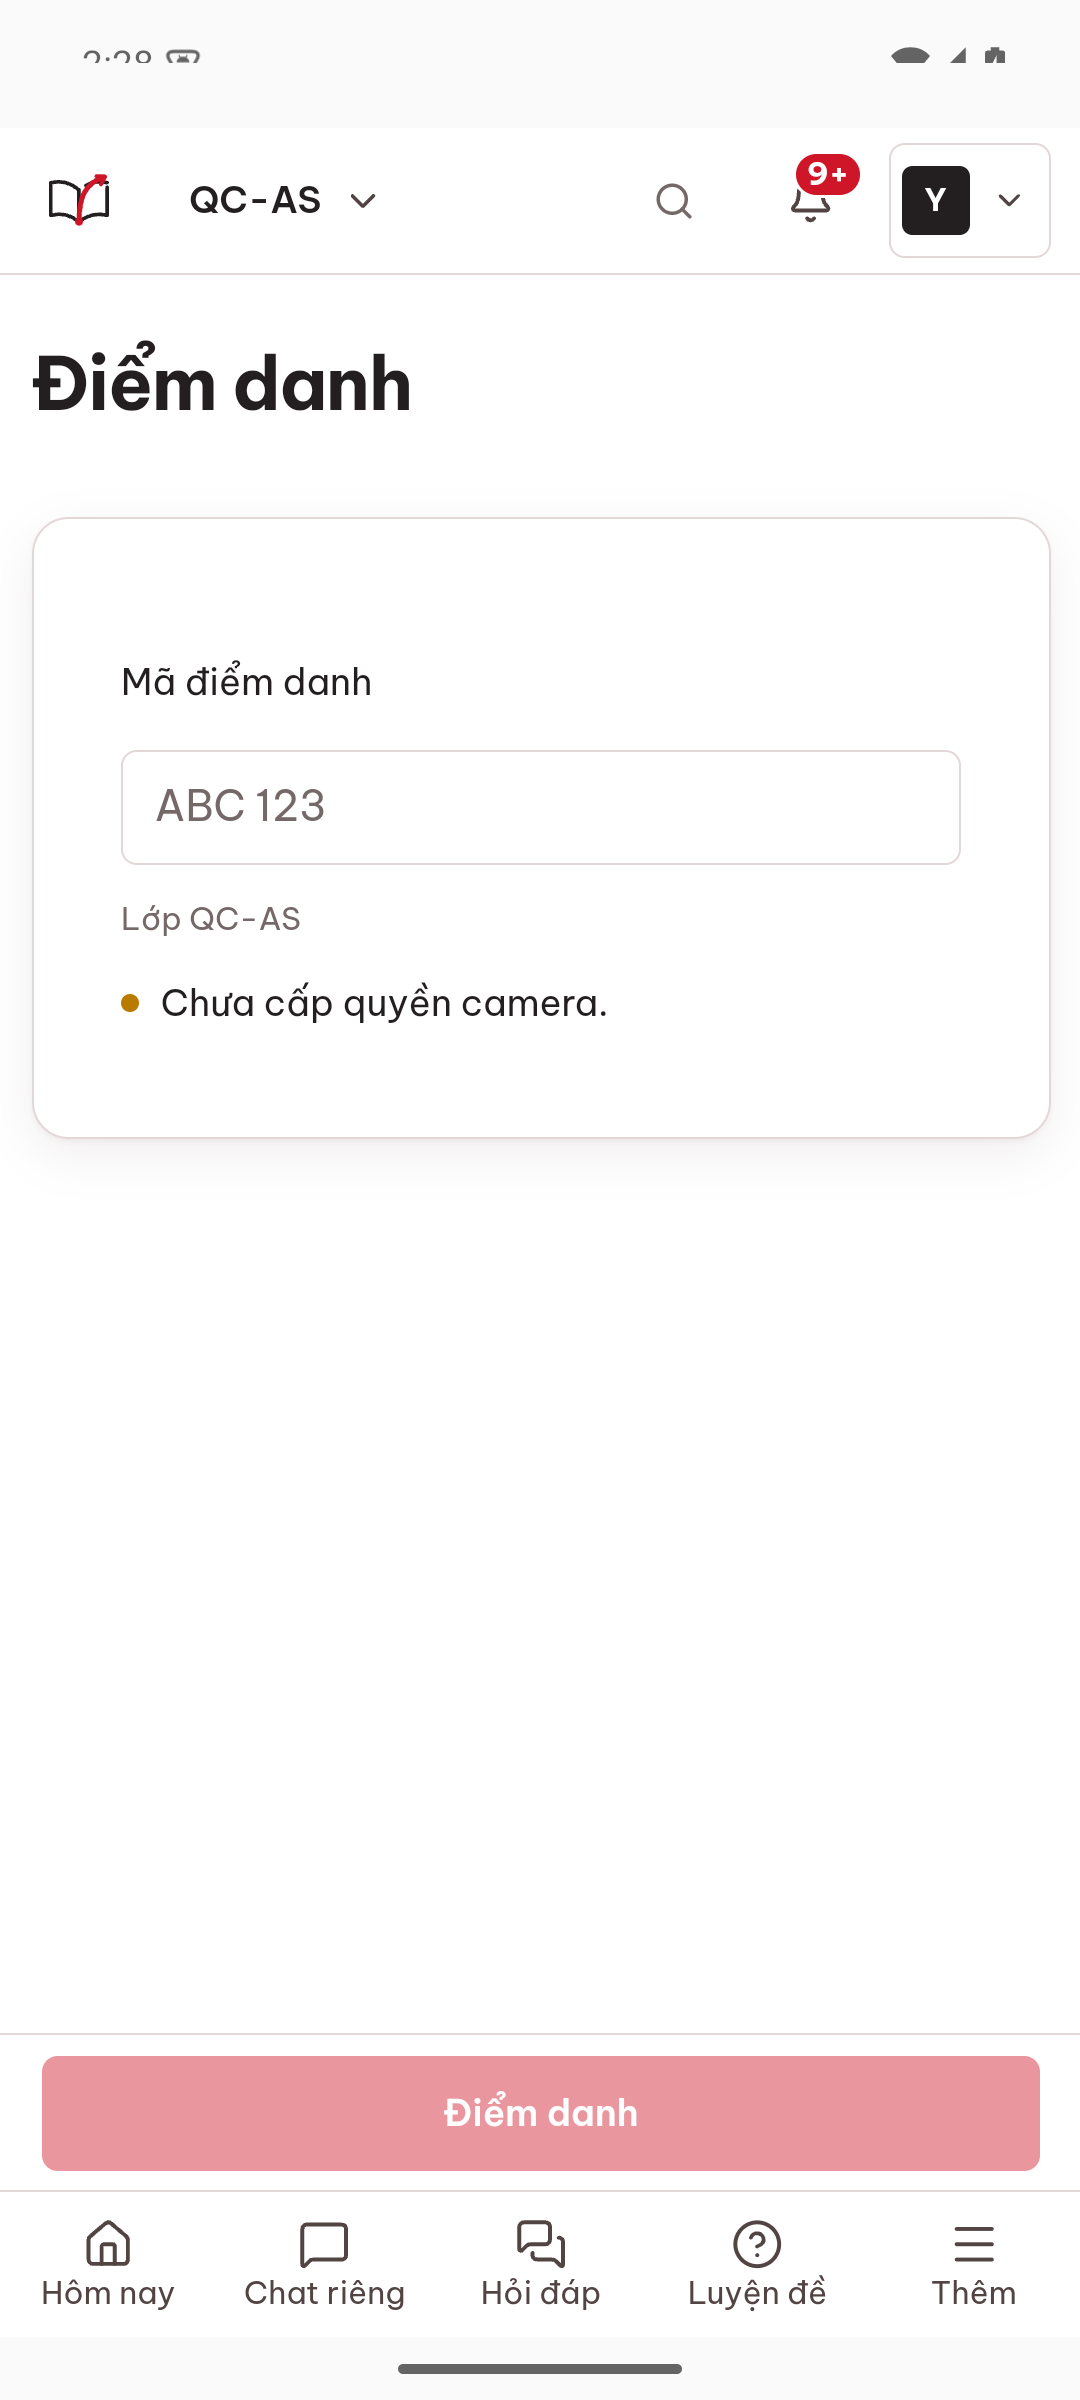 QC-AS
9+
Y
Điểm danh
Mã điểm danh
ABC 123
Lớp QC-AS
Chưa cấp quyền camera.
Điểm danh
Hôm nay
Chat riêng
Hỏi đáp
Luyện đề
Thêm